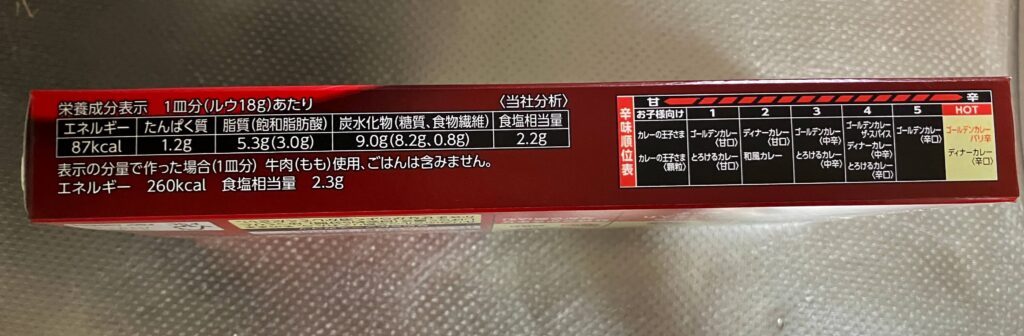 栄養成分表示 1皿分(ルウ18g)あたり 〈当社分析〉
エネルギー たんぱく質 脂質(飽和脂肪酸) 炭水化物(糖質、食物繊維) 食塩相当量
87kcal 1.2g 5.3g(3.0g) 9.0g(8.2g、0.8g) 2.2g
表示の分量で作った場合(1皿分) 牛肉(もも)使用、ごはんは含みません。
エネルギー 260kcal 食塩相当量 2.3g
辛味順位表
甘 辛
お子様向け 1 2 3 4 5 HOT
カレーの王子さま
カレーの王子さま
〈顆粒〉
ゴールデンカレー
〈甘口〉
とろけるカレー
〈甘口〉
ディナーカレー
〈甘口〉
和風カレー
ゴールデンカレー
〈中辛〉
とろけるカレー
〈中辛〉
ゴールデンカレー
ザ・スパイス
ディナーカレー
〈中辛〉
とろけるカレー
〈辛口〉
ゴールデンカレー
〈辛口〉
ゴールデンカレー
バリ辛
ディナーカレー
〈辛口〉